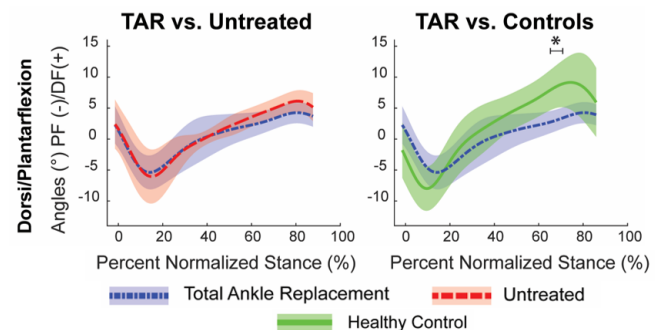 TAR vs. Untreated
TAR vs. Controls
Dorsi/Plantarflexion
Angles (°) PF (-)/DF(+)
15
10
5
0
-5
-10
0 20 40 60 80 100
Percent Normalized Stance (%)
15
10
5
0
-5
-10
*
0 20 40 60 80 100
Percent Normalized Stance (%)
Total Ankle Replacement
Untreated
Healthy Control